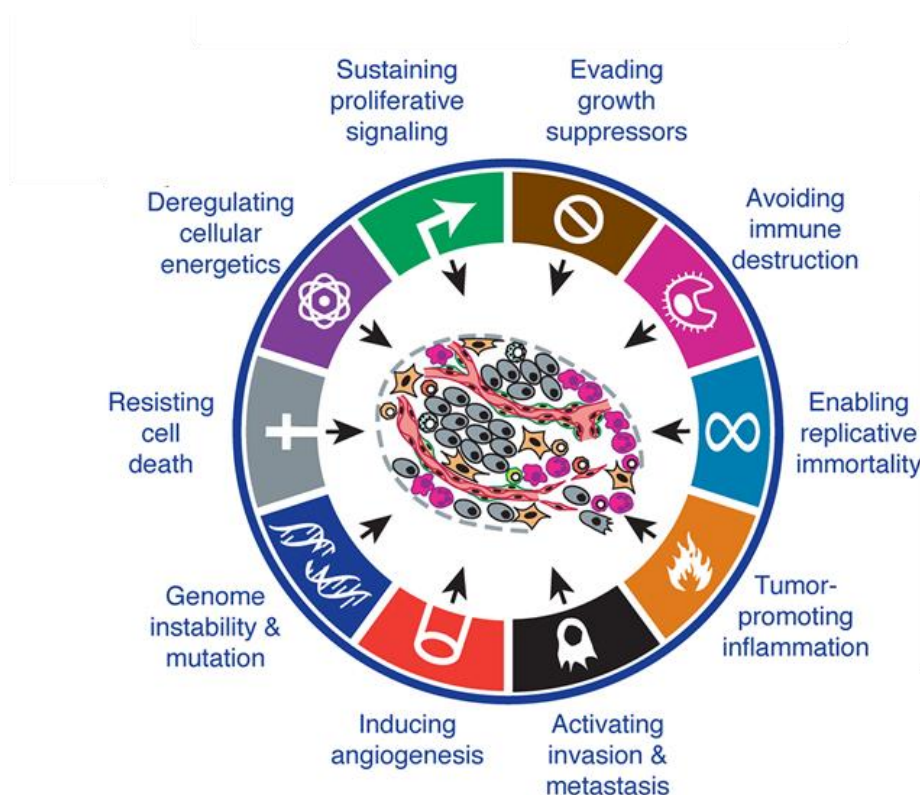 Sustaining
proliferative
signaling
Evading
growth
suppressors
Avoiding
immune
destruction
Enabling
replicative
immortality
Tumor-
promoting
inflammation
Activating
invasion &
metastasis
Inducing
angiogenesis
Genome
instability &
mutation
Resisting
cell
death
Deregulating
cellular
energetics